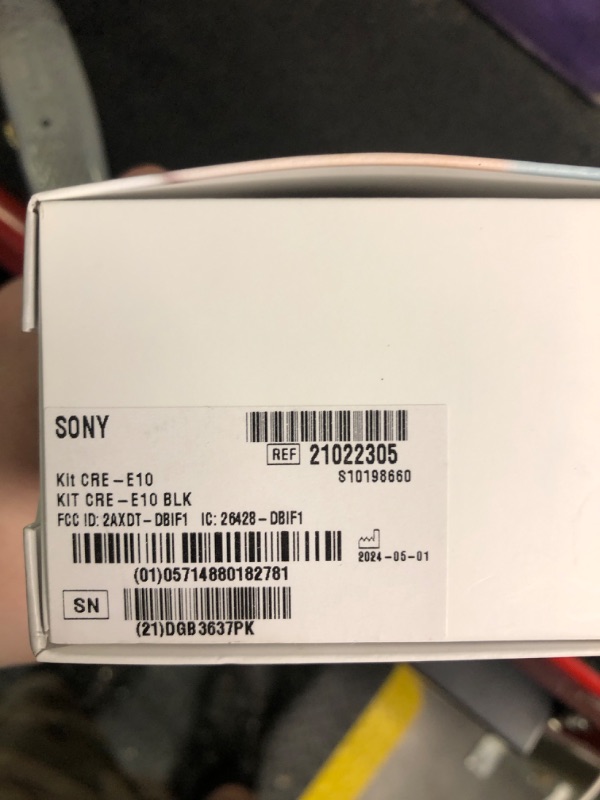 SONY
REF 21022305
S10198660
Kit CRE-E10
KIT CRE-E10 BLK
FCC ID: 2AXDT-DBIF1 IC: 26428-DBIF1
2024-05-01
(01)05714880182781
SN
(21)DGB3637PK